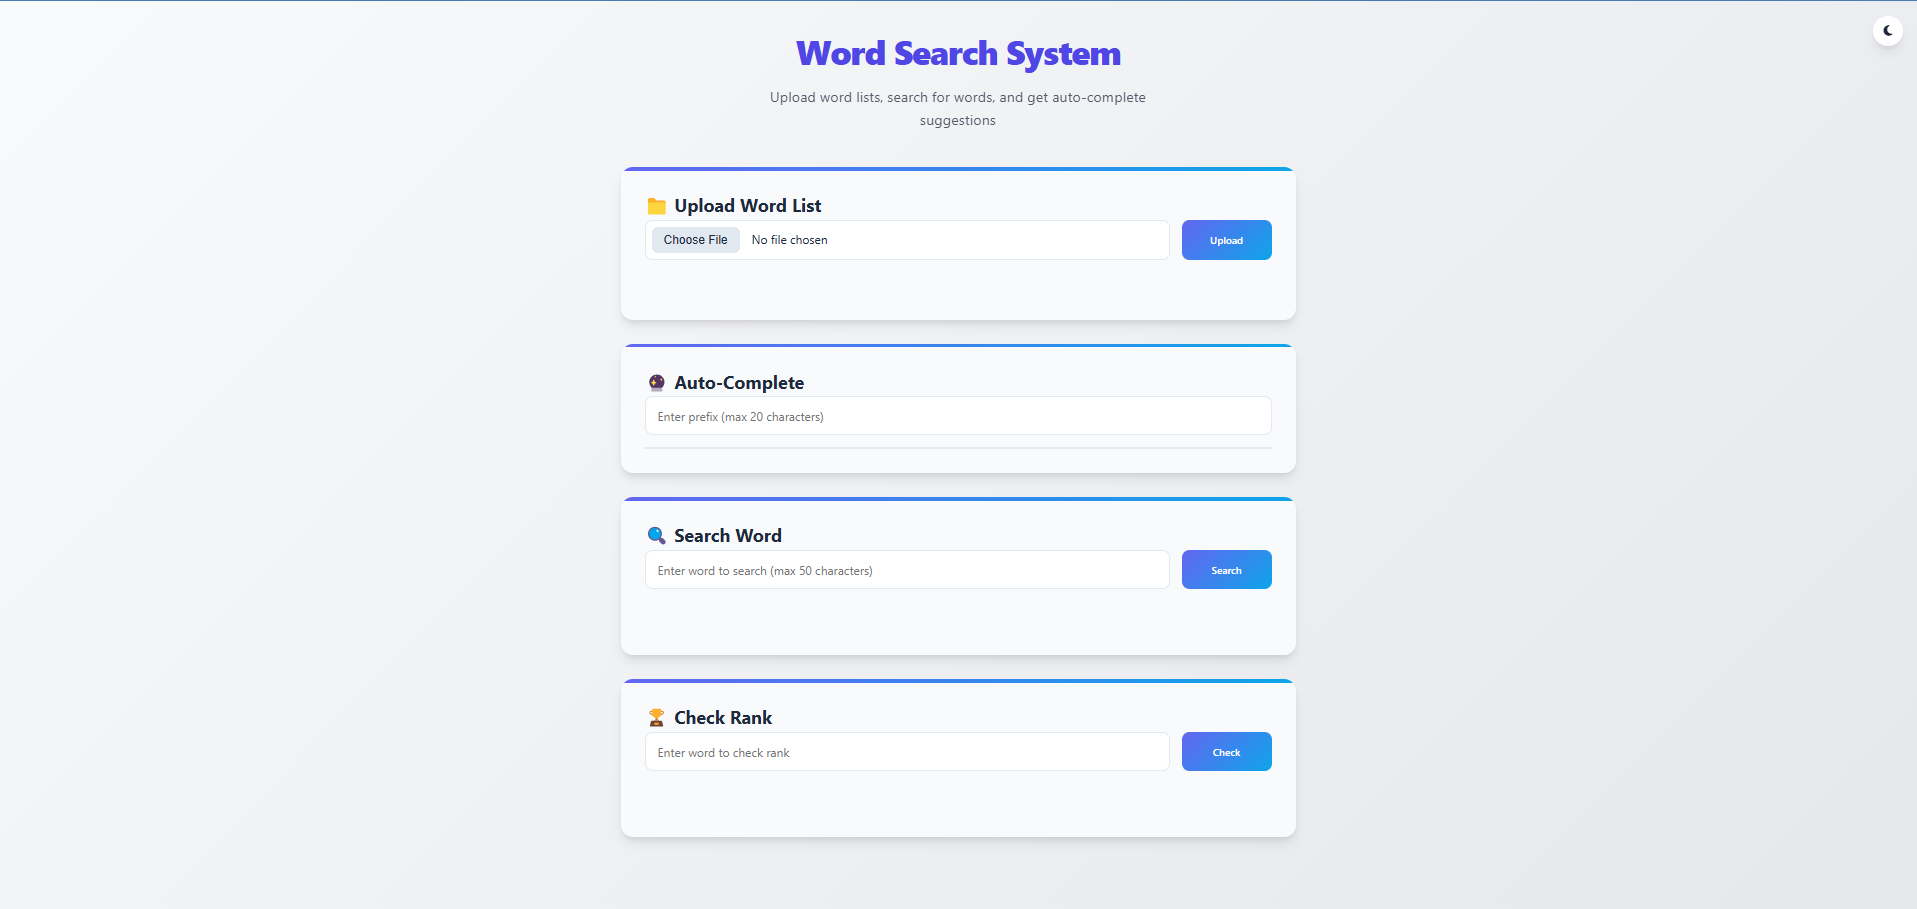 Word Search System
Upload word lists, search for words, and get auto-complete
suggestions
Upload Word List
Choose File No file chosen
Upload
Auto-Complete
Enter prefix (max 20 characters)
Search Word
Enter word to search (max 50 characters)
Search
Check Rank
Enter word to check rank
Check